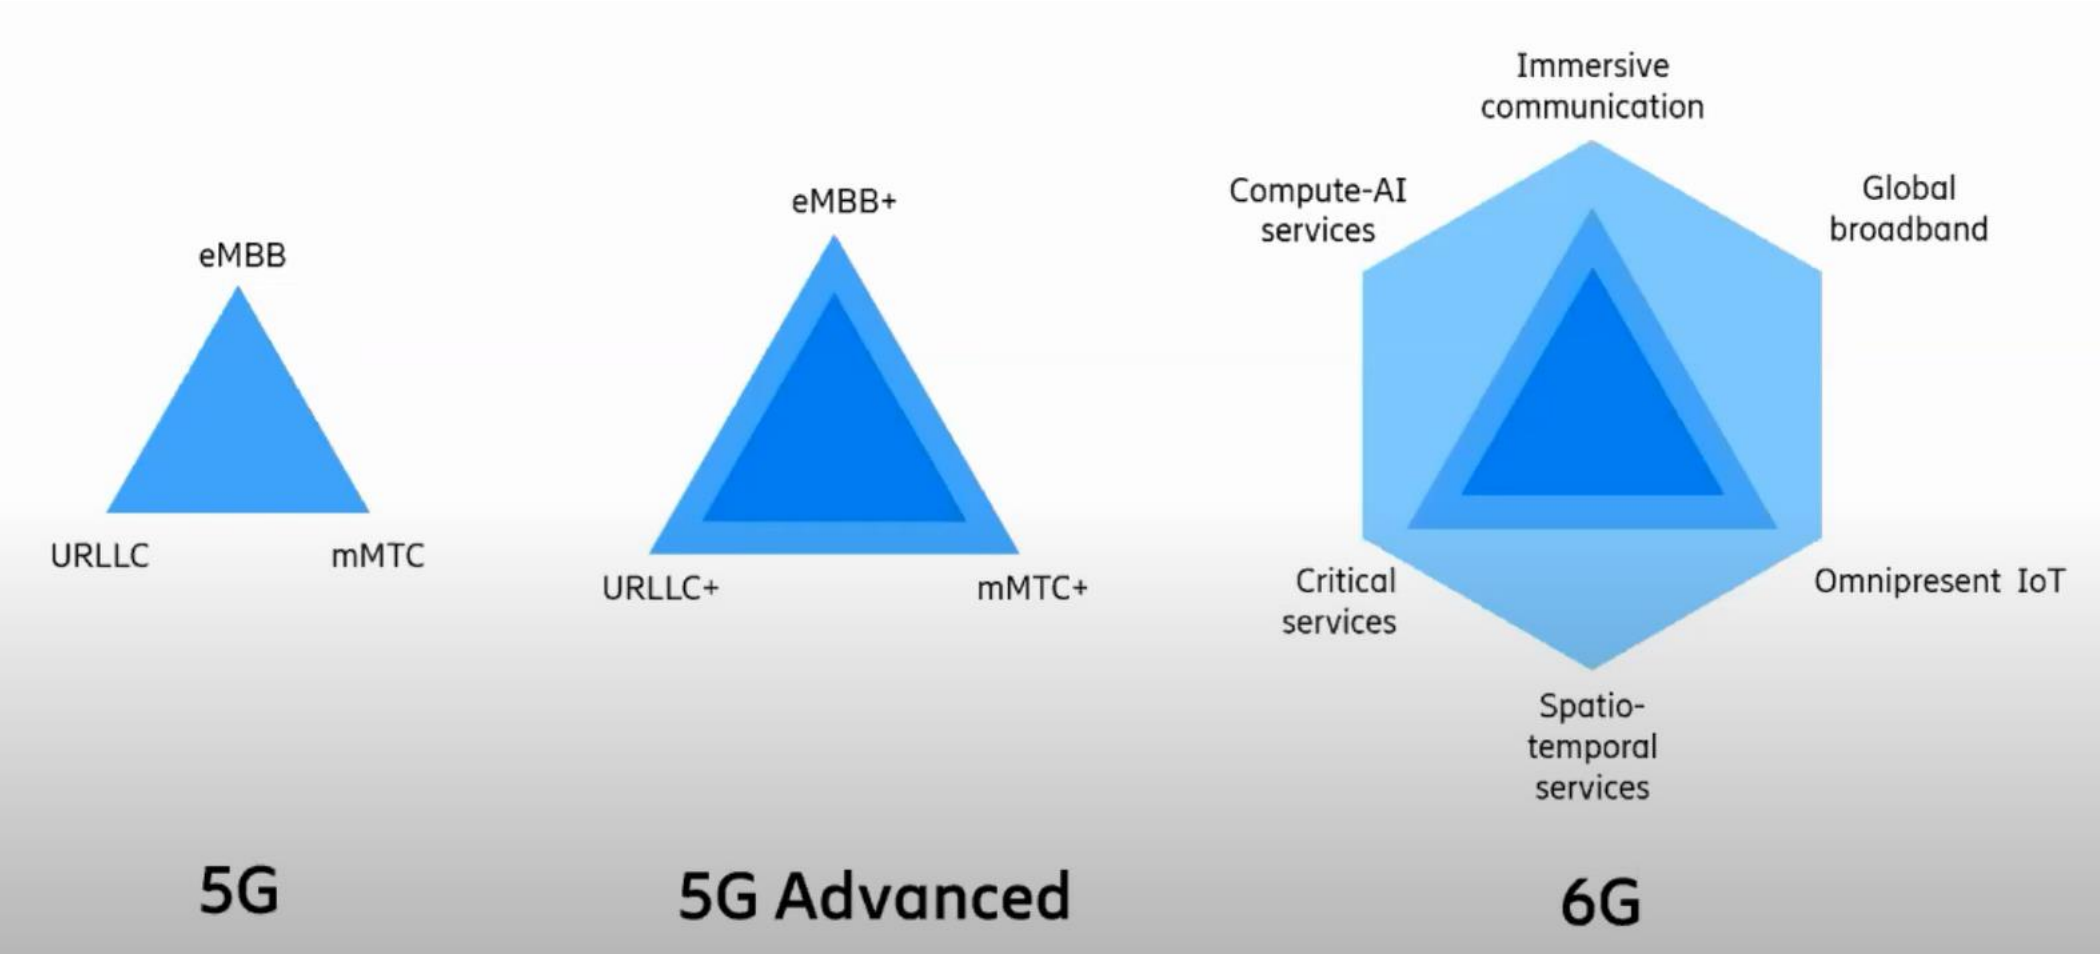 eMBB
URLLC
mMTC
5G
eMBB+
URLLC+
mMTC+
5G Advanced
Immersive
communication
Compute-AI
services
Global
broadband
Critical
services
Omnipresent IoT
Spatio-
temporal
services
6G